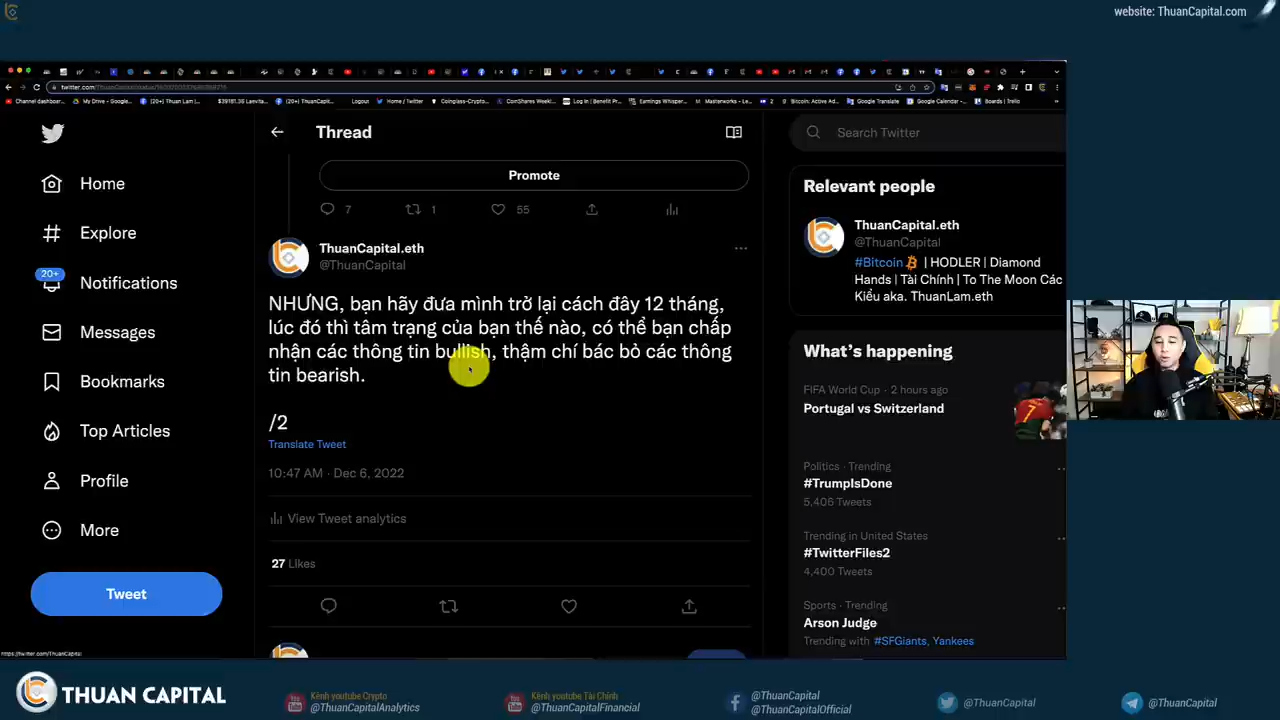 website: ThuanCapital.com
Thread
Search Twitter
Home
Explore
20+
Notifications
Messages
Bookmarks
Top Articles
Profile
More
Tweet
Promote
7 1 55
ThuanCapital.eth
@ThuanCapital
NHƯNG, bạn hãy đưa mình trở lại cách đây 12 tháng,
lúc đó thì tâm trạng của bạn thế nào, có thể bạn chấp
nhận các thông tin bullish, thậm chí bác bỏ các thông
tin bearish.
/2
Translate Tweet
10:47 AM · Dec 6, 2022
View Tweet analytics
27 Likes
Relevant people
ThuanCapital.eth
@ThuanCapital
#Bitcoin | HODLER | Diamond
Hands | Tài Chính | To The Moon Các
Kiểu aka. ThuanLam.eth
What's happening
FIFA World Cup · 2 hours ago
Portugal vs Switzerland
Politics · Trending
#TrumpIsDone
5,406 Tweets
Trending in United States
#TwitterFiles2
4,400 Tweets
Sports · Trending
Arson Judge
Trending with #SFGiants, Yankees
https://twitter.com/ThuanCapital
THUAN CAPITAL
Kênh youtube Crypto
@ThuanCapitalAnalytics
Kênh youtube Tài Chính
@ThuanCapitalFinancial
@ThuanCapital
@ThuanCapitalOfficial
@ThuanCapital
@ThuanCapital